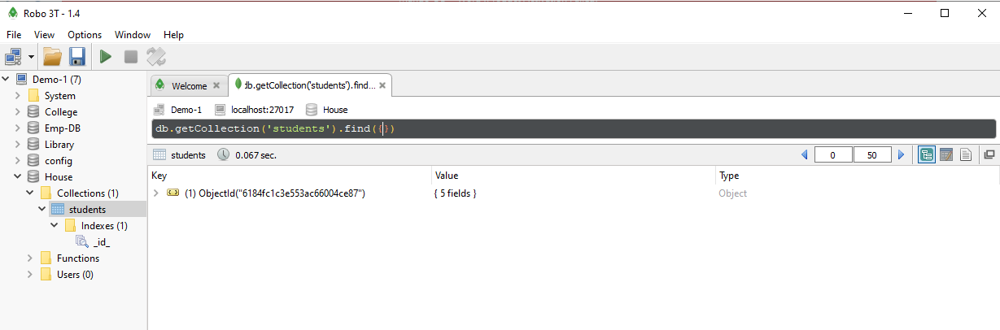 Robo 3T - 1.4
File View Options Window Help
Demo-1 (7)
System
College
Emp-DB
Library
config
House
Collections (1)
students
Indexes (1)
_id_
Functions
Users (0)
Welcome
db.getCollection('students').find...
Demo-1 localhost:27017 House
db.getCollection('students').find({})
students 0.067 sec. 0 50
Key Value Type
(1) ObjectId("6184fc1c3e553ac66004ce87") { 5 fields } Object